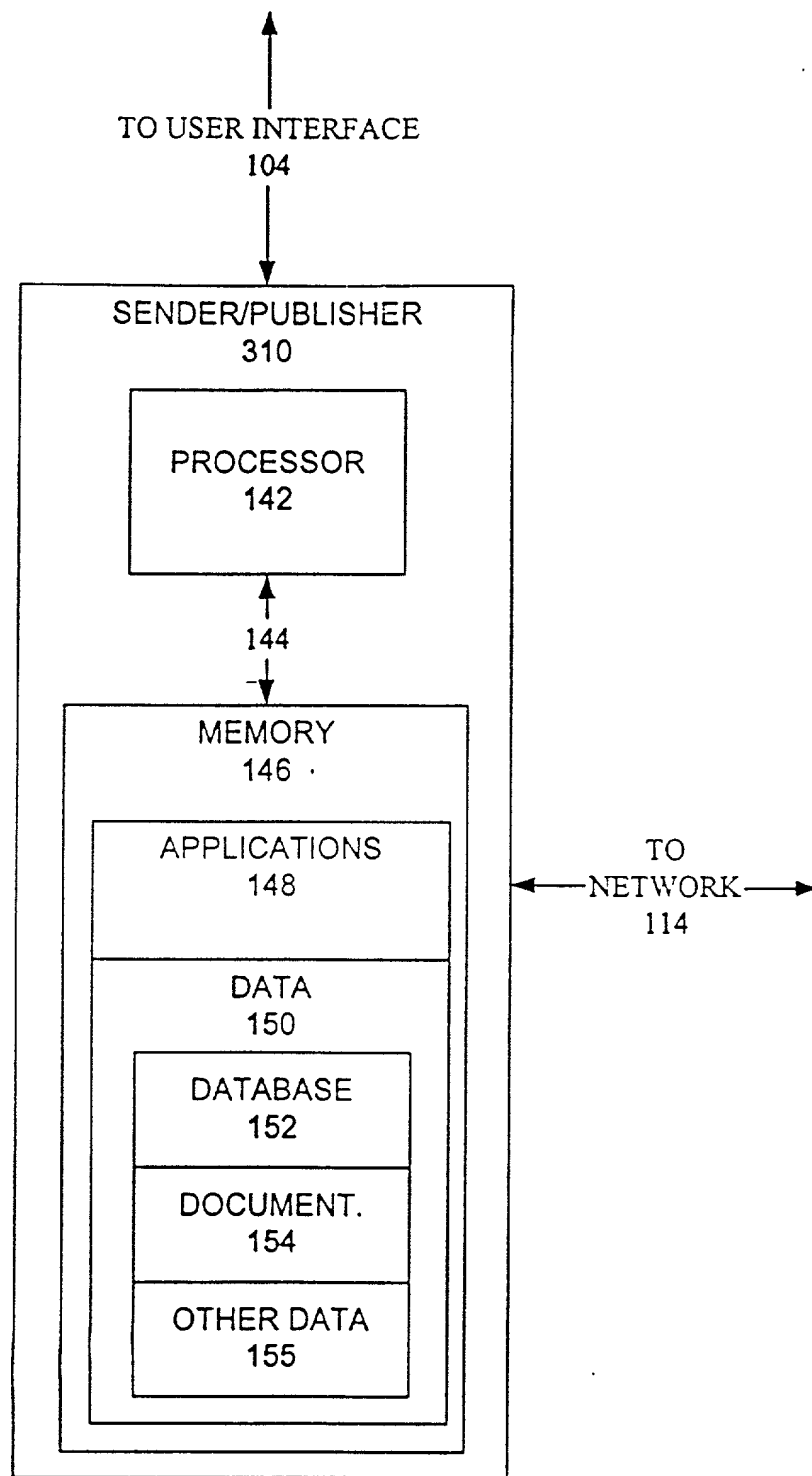 TO USER INTERFACE
104
SENDER/PUBLISHER
310
PROCESSOR
142
144
MEMORY
146
APPLICATIONS
148
TO
NETWORK
114
DATA
150
DATABASE
152
DOCUMENT.
154
OTHER DATA
155